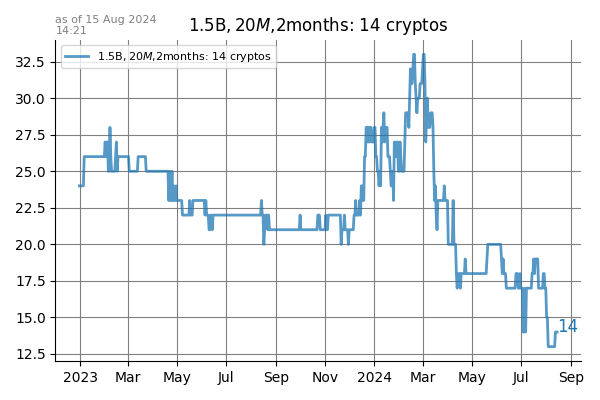 as of 15 Aug 2024
14:21
1.5B, 20M,2months: 14 cryptos
1.5B, 20M,2months: 14 cryptos
32.5
30.0
27.5
25.0
22.5
20.0
17.5
15.0
12.5
14
2023 Mar May Jul Sep Nov 2024 Mar May Jul Sep